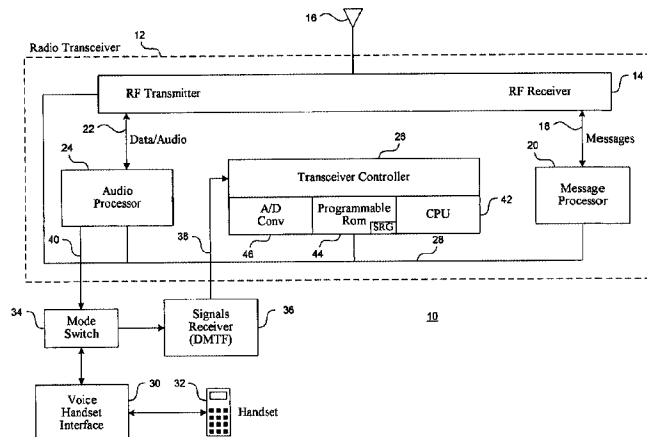 16
Radio Transceiver
12
RF Transmitter
RF Receiver
14
22
Data/Audio
18
Messages
24
Audio
Processor
26
Transceiver Controller
A/D
Conv
Programmable
Rom
SRG
CPU
42
20
Message
Processor
40
38
46
44
28
34
Mode
Switch
Signals
Receiver
(DMTF)
36
10
Voice
Handset
Interface
30
32
Handset